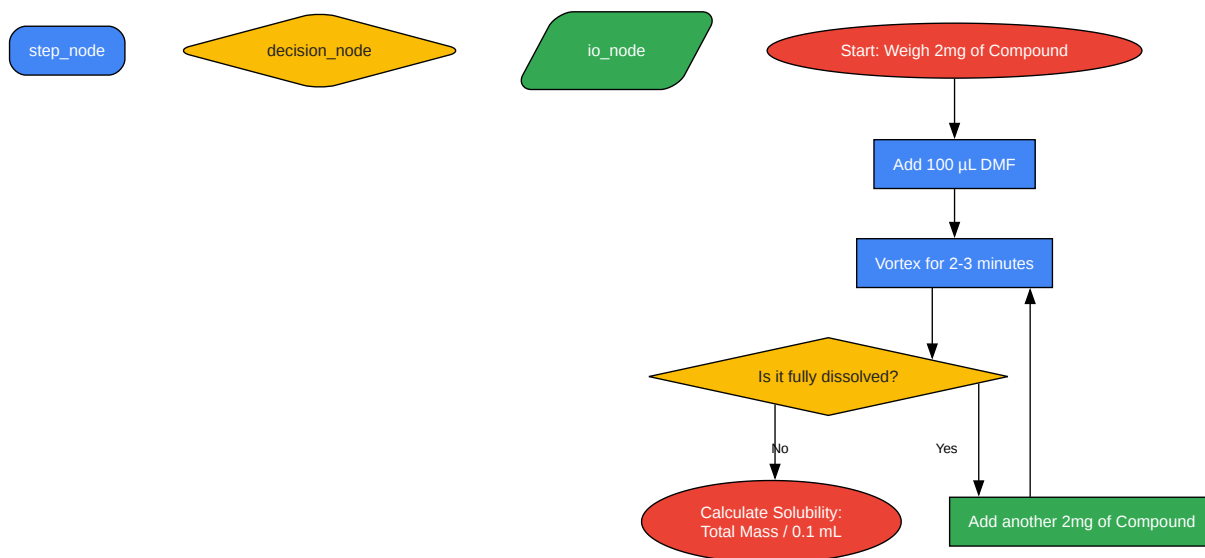 step_node
decision_node
io_node
Start: Weigh 2mg of Compound
Add 100 µL DMF
Vortex for 2-3 minutes
Is it fully dissolved?
No
Yes
Calculate Solubility:
Total Mass / 0.1 mL
Add another 2mg of Compound